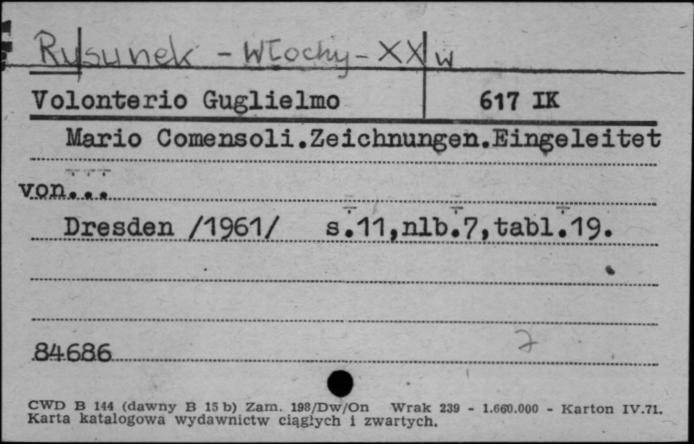 Rysunek - Włochy - XX w
Volonterio Guglielmo 617 IK
Mario Comensoli.Zeichnungen.Eingeleitet
von...
Dresden /1961/ s.11,nlb.7,tabl.19.
84686
7
CWD B 144 (dawny B 15 b) Zam. 198/Dw/On Wrak 239 - 1.660.000 - Karton IV.71.
Karta katalogowa wydawnictw ciągłych i zwartych.